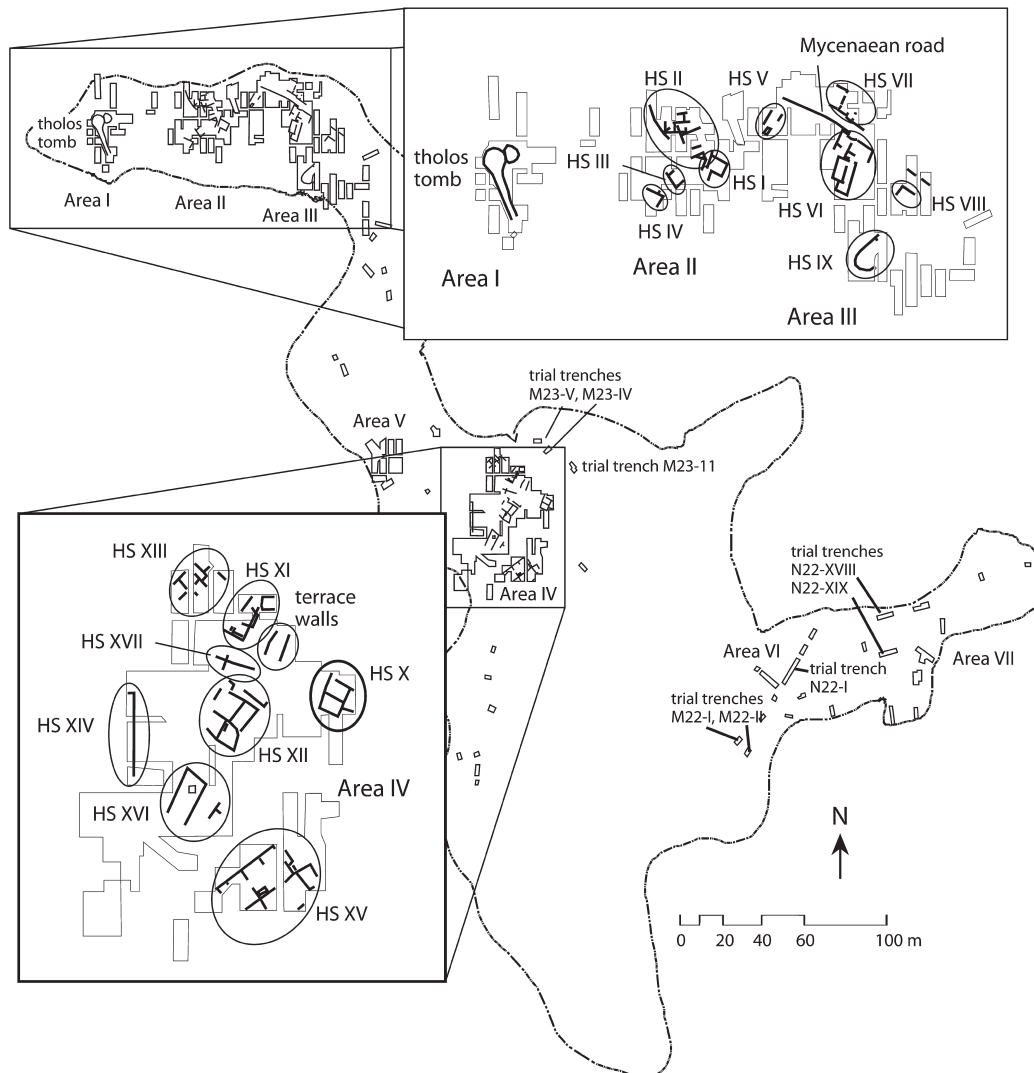 tholos
tomb
Area I
Area II
Area III
Mycenaean road
HS II
HS V
HS VII
tholos
tomb
HS III
HS I
HS IV
HS VI
HS VIII
HS IX
Area I
Area II
Area III
trial trenches
M23-V, M23-IV
Area V
trial trench M23-11
Area IV
HS XIII
HS XI
terrace
walls
HS XVII
HS X
HS XIV
HS XII
Area IV
HS XVI
HS XV
trial trenches
N22-XVIII
N22-XIX
Area VI
Area VII
trial trench
N22-I
trial trenches
M22-I, M22-II
N
0 20 40 60 100 m